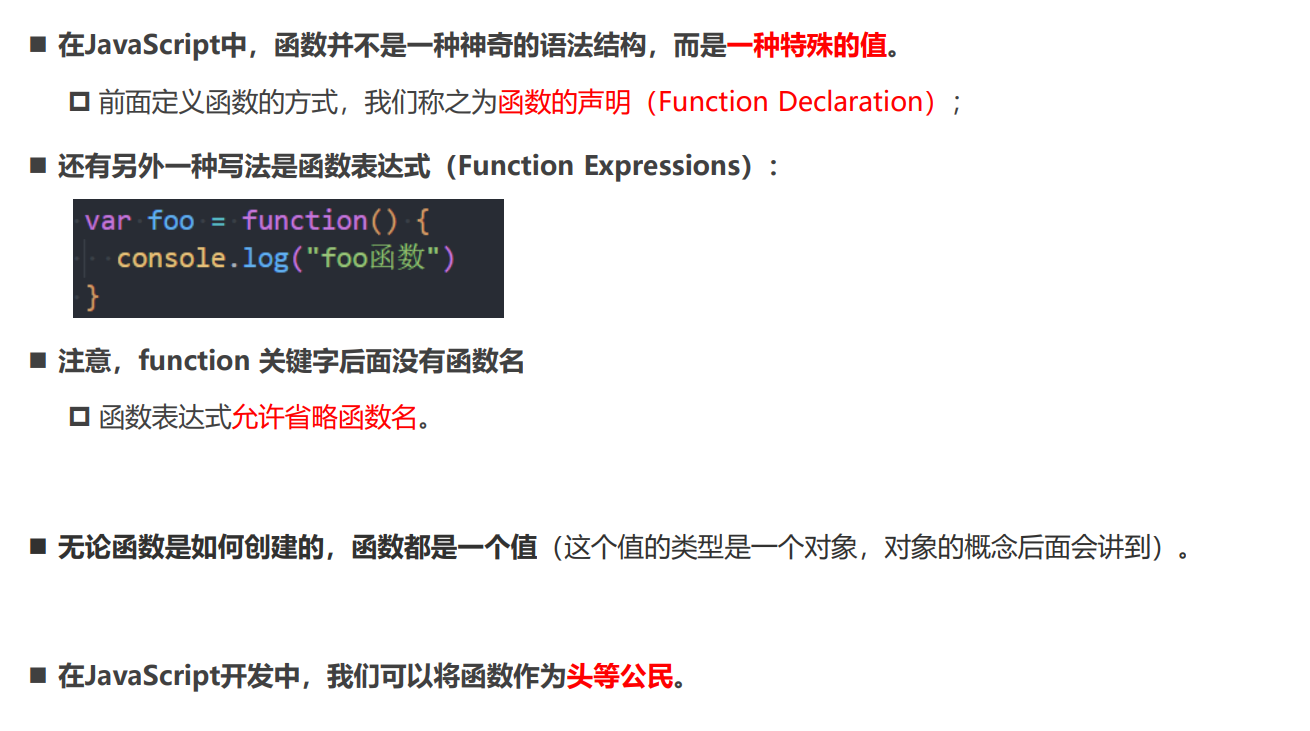 在JavaScript中，函数并不是一种神奇的语法结构，而是一种特殊的值。
前面定义函数的方式，我们称之为函数的声明（Function Declaration）；
还有另外一种写法是函数表达式（Function Expressions）：
var foo = function() {
  console.log("foo函数")
}
注意，function 关键字后面没有函数名
函数表达式允许省略函数名。
无论函数是如何创建的，函数都是一个值（这个值的类型是一个对象，对象的概念后面会讲到）。
在JavaScript开发中，我们可以将函数作为头等公民。